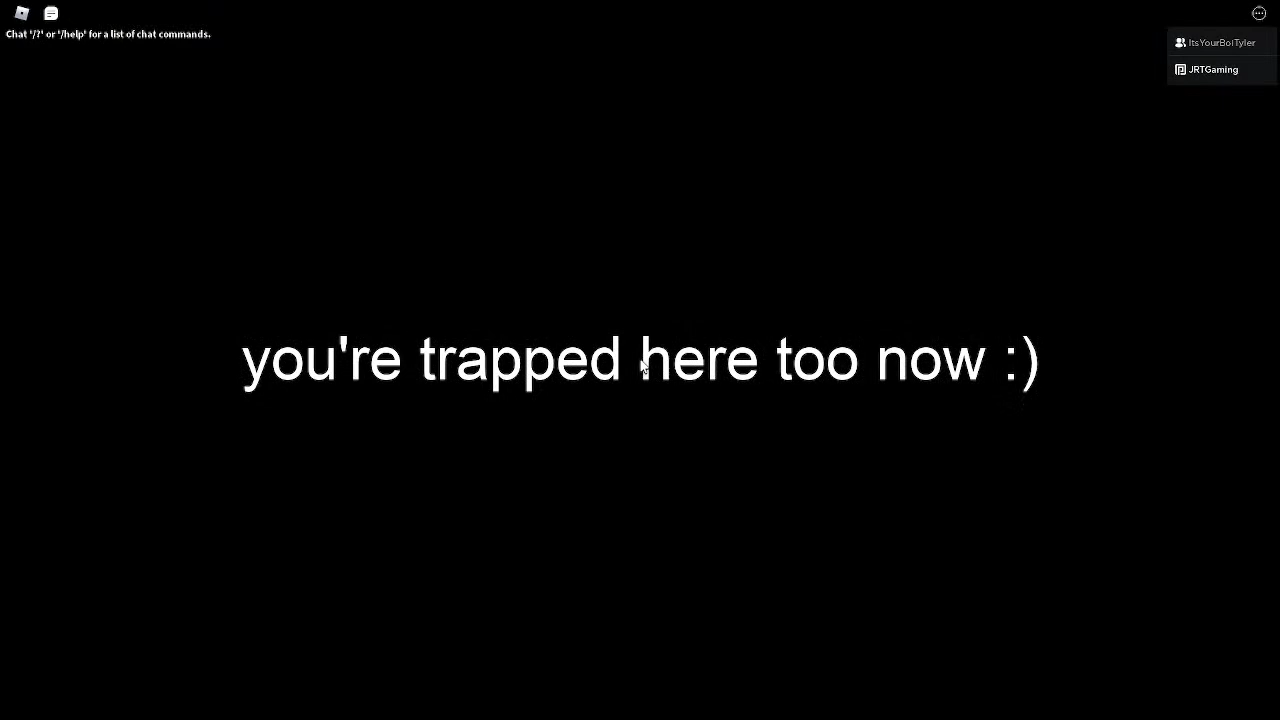 Chat '/?' or '/help' for a list of chat commands.
ItsYourBoiTyler
JRTGaming
you're trapped here too now :)